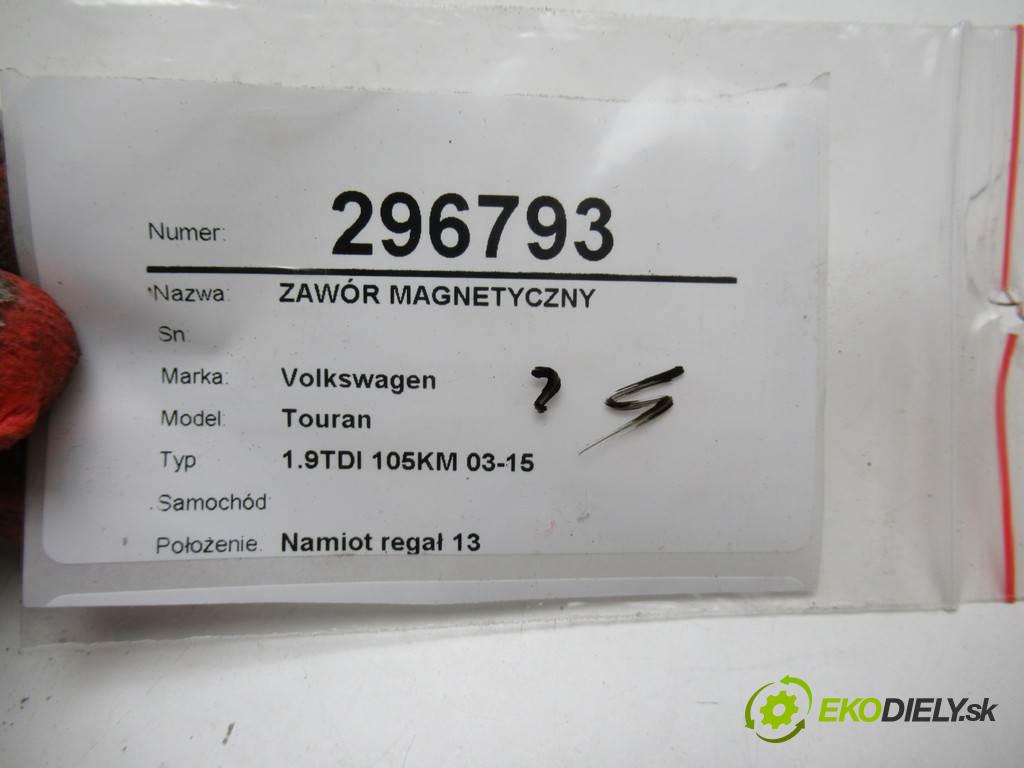 Numer: 296793
Nazwa: ZAWÓR MAGNETYCZNY
Sn:
Marka: Volkswagen
Model: Touran
Typ 1.9TDI 105KM 03-15
Samochód
Położenie. Namiot regał 13
EKODIELY.sk